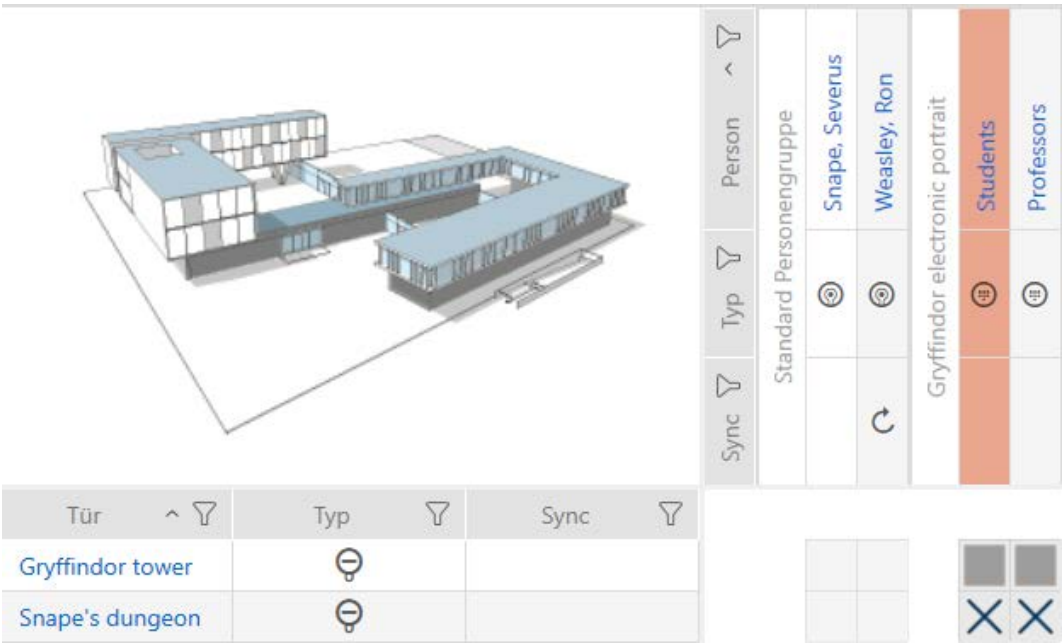 Person
Typ
Sync
Standard Personengruppe
Snape, Severus
Weasley, Ron
Gryffindor electronic portrait
Students
Professors
Tür Typ Sync
Gryffindor tower
Snape's dungeon